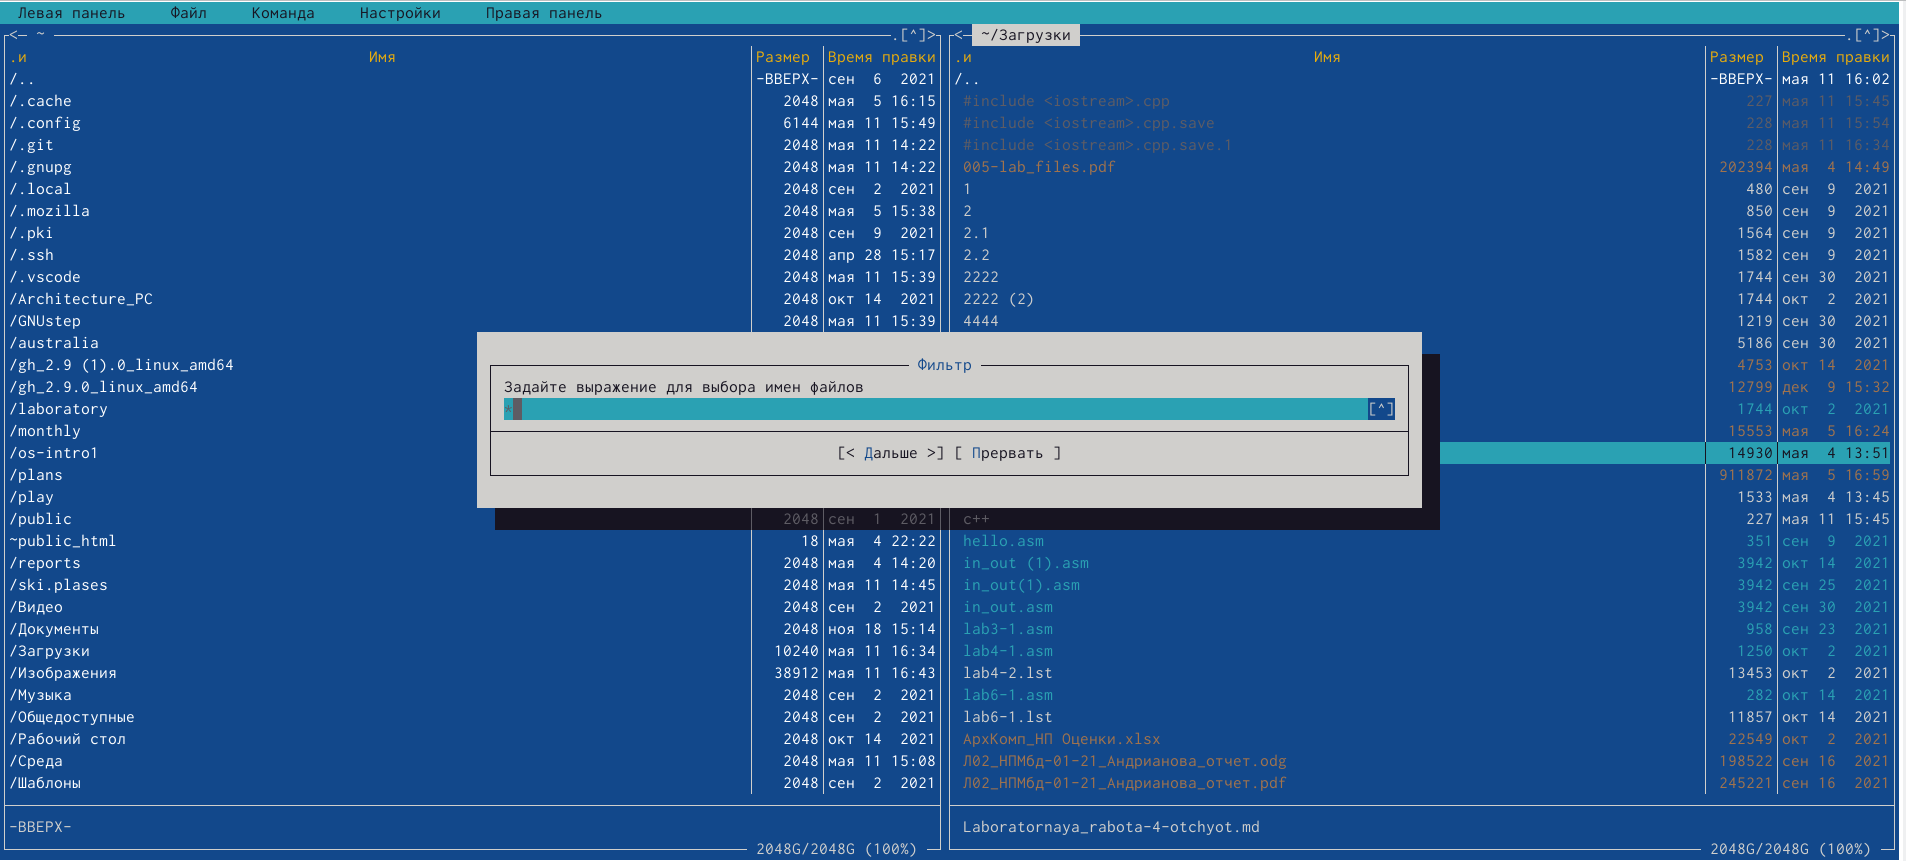 Левая панель Файл Команда Настройки Правая панель
<- ~ .[^]>
.и Имя Размер Время правки
/.. -ВВЕРХ- сен 6 2021
/.cache 2048 мая 5 16:15
/.config 6144 мая 11 15:49
/.git 2048 мая 11 14:22
/.gnupg 2048 мая 11 14:22
/.local 2048 сен 2 2021
/.mozilla 2048 мая 5 15:38
/.pki 2048 сен 9 2021
/.ssh 2048 апр 28 15:17
/.vscode 2048 мая 11 15:39
/Architecture_PC 2048 окт 14 2021
/GNUstep 2048 мая 11 15:39
/australia
/gh_2.9 (1).0_linux_amd64
/gh_2.9.0_linux_amd64
/laboratory
/monthly
/os-intro1
/plans
/play
/public 2048 сен 1 2021
~public_html 18 мая 4 22:22
/reports 2048 мая 4 14:20
/ski.plases 2048 мая 11 14:45
/Видео 2048 сен 2 2021
/Документы 2048 ноя 18 15:14
/Загрузки 10240 мая 11 16:34
/Изображения 38912 мая 11 16:43
/Музыка 2048 сен 2 2021
/Общедоступные 2048 сен 2 2021
/Рабочий стол 2048 окт 14 2021
/Среда 2048 мая 11 15:08
/Шаблоны 2048 сен 2 2021
-ВВЕРХ-
2048G/2048G (100%)
<- ~/Загрузки .[^]>
.и Имя Размер Время правки
/.. -ВВЕРХ- мая 11 16:02
#include <iostream>.cpp 227 мая 11 15:45
#include <iostream>.cpp.save 228 мая 11 15:54
#include <iostream>.cpp.save.1 228 мая 11 16:34
005-lab_files.pdf 202394 мая 4 14:49
1 480 сен 9 2021
2 850 сен 9 2021
2.1 1564 сен 9 2021
2.2 1582 сен 9 2021
2222 1744 сен 30 2021
2222 (2) 1744 окт 2 2021
4444 1219 сен 30 2021
5186 сен 30 2021
4753 окт 14 2021
12799 дек 9 15:32
1744 окт 2 2021
15553 мая 5 16:24
14930 мая 4 13:51
911872 мая 5 16:59
1533 мая 4 13:45
c++ 227 мая 11 15:45
hello.asm 351 сен 9 2021
in_out (1).asm 3942 окт 14 2021
in_out(1).asm 3942 сен 25 2021
in_out.asm 3942 сен 30 2021
lab3-1.asm 958 сен 23 2021
lab4-1.asm 1250 окт 2 2021
lab4-2.lst 13453 окт 2 2021
lab6-1.asm 282 окт 14 2021
lab6-1.lst 11857 окт 14 2021
АрхКомп_НП Оценки.xlsx 22549 окт 2 2021
Л02_НПМбд-01-21_Андрианова_отчет.odg 198522 сен 16 2021
Л02_НПМбд-01-21_Андрианова_отчет.pdf 245221 сен 16 2021
Laboratornaya_rabota-4-otchyot.md
2048G/2048G (100%)
Фильтр
Задайте выражение для выбора имен файлов
* [^]
[< Дальше >] [ Прервать ]